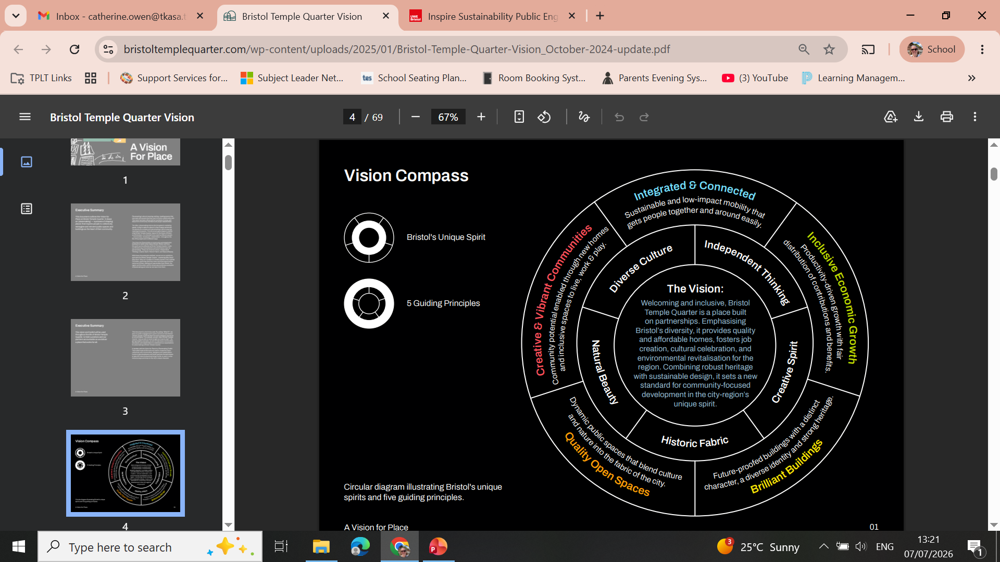 Inbox - catherine.owen@tkasa.t
Bristol Temple Quarter Vision
UWE Bristol
Inspire Sustainability Public Eng
bristoltemplequarter.com/wp-content/uploads/2025/01/Bristol-Temple-Quarter-Vision_October-2024-update.pdf
School
TPLT Links
Support Services for...
Subject Leader Net...
tes
School Seating Plan...
Room Booking Syst...
Parents Evening Sys...
(3) YouTube
Learning Managem...
Bristol Temple Quarter Vision
4 / 69
67%
A Vision
For Place
1
Executive Summary
2
Executive Summary
3
Vision Compass
4
Vision Compass
Bristol's Unique Spirit
5 Guiding Principles
Circular diagram illustrating Bristol's unique
spirits and five guiding principles.
A Vision for Place
01
Integrated & Connected
Sustainable and low-impact mobility that
gets people together and around easily.
Inclusive Economic Growth
Productivity-driven growth with fair
distribution of contributions and benefits.
Brilliant Buildings
Future-proofed buildings with a distinct
character, a diverse identity and strong heritage.
Quality Open Spaces
Dynamic public spaces that blend culture
and nature into the fabric of the city.
Creative & Vibrant Communities
Community potential enabled through new homes
and inclusive spaces to live, work & play.
Diverse Culture
Independent Thinking
Creative Spirit
Historic Fabric
Natural Beauty
The Vision:
Welcoming and inclusive, Bristol
Temple Quarter is a place built
on partnerships. Emphasising
Bristol's diversity, it provides quality
and affordable homes, fosters job
creation, cultural celebration, and
environmental revitalisation for the
region. Combining robust heritage
with sustainable design, it sets a new
standard for community-focused
development in the city-region's
unique spirit.
Type here to search
3
25°C Sunny
ENG
13:21
07/07/2026
1